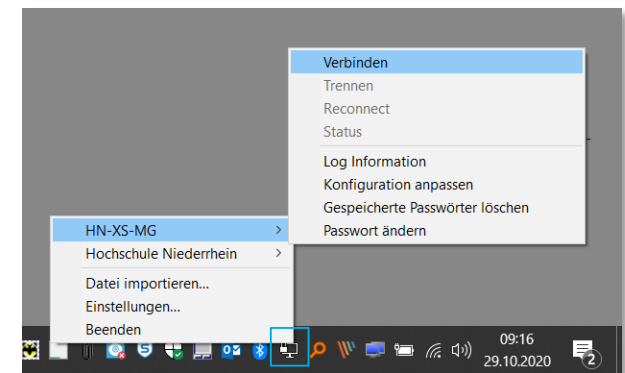 Verbinden
Trennen
Reconnect
Status
Log Information
Konfiguration anpassen
Gespeicherte Passwörter löschen
Passwort ändern
HN-XS-MG
Hochschule Niederrhein
Datei importieren...
Einstellungen...
Beenden
09:16
29.10.2020
2